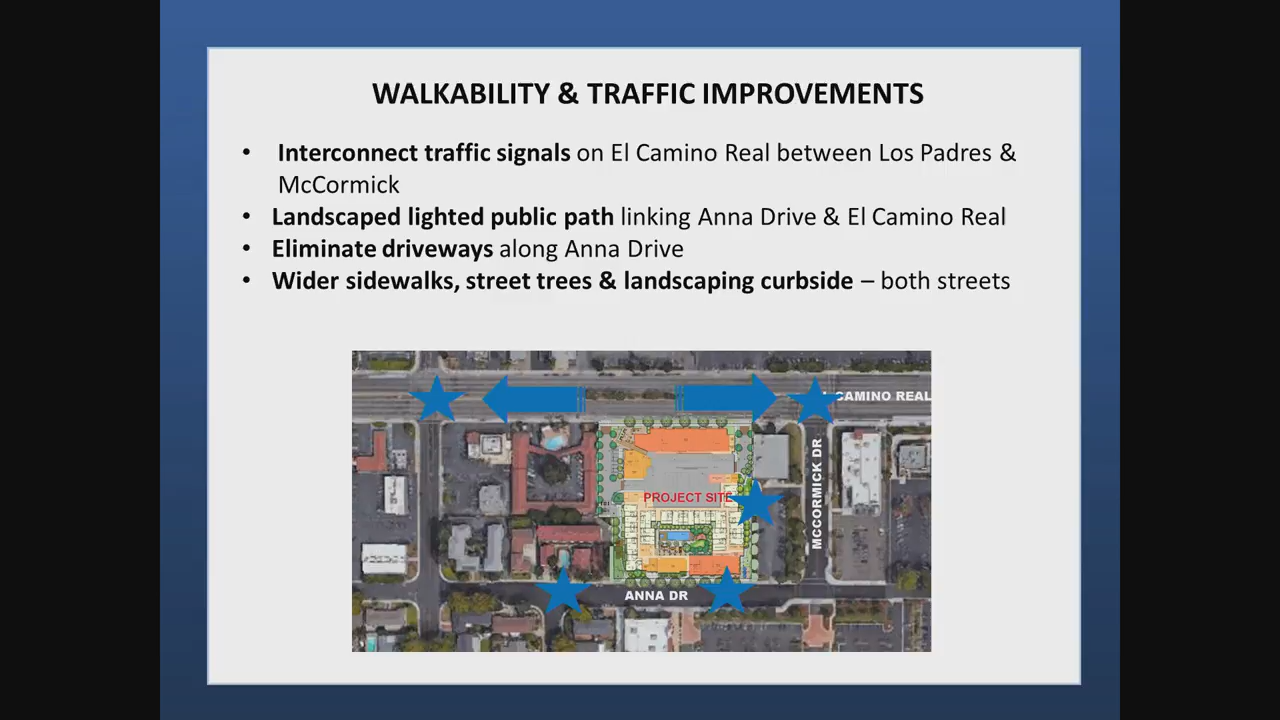 WALKABILITY & TRAFFIC IMPROVEMENTS
• Interconnect traffic signals on El Camino Real between Los Padres &
McCormick
• Landscaped lighted public path linking Anna Drive & El Camino Real
• Eliminate driveways along Anna Drive
• Wider sidewalks, street trees & landscaping curbside – both streets
CAMINO REAL
MCCORMICK DR
PROJECT SITE
ANNA DR